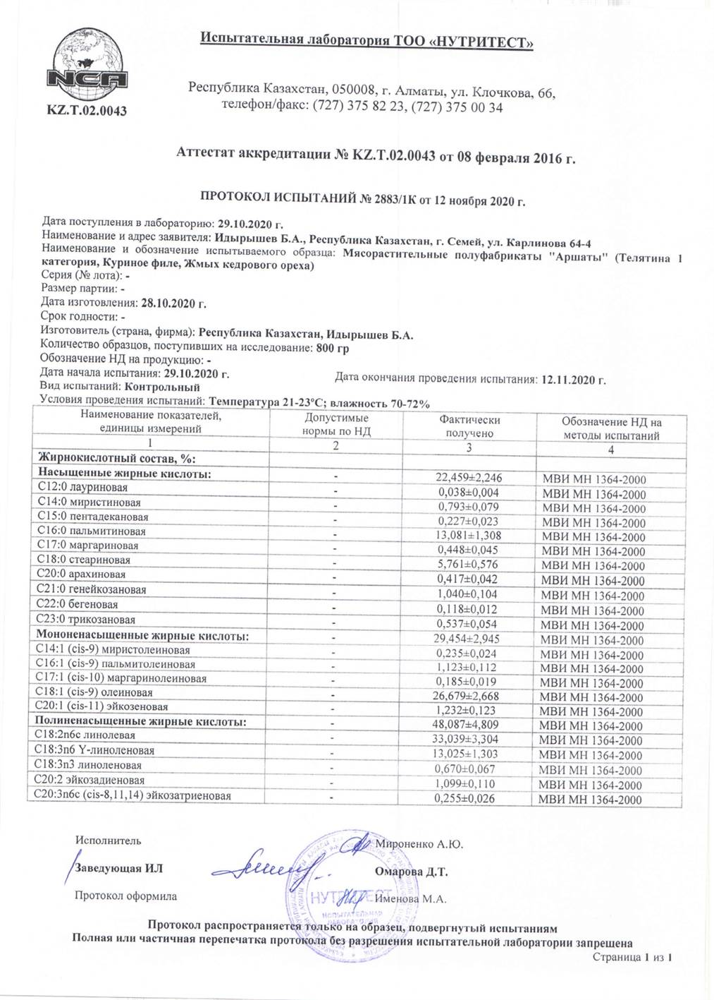 Испытательная лаборатория ТОО «НУТРИТЕСТ»
NCA
KZ.T.02.0043
Республика Казахстан, 050008, г. Алматы, ул. Клочкова, 66,
телефон/факс: (727) 375 82 23, (727) 375 00 34
Аттестат аккредитации № KZ.T.02.0043 от 08 февраля 2016 г.
ПРОТОКОЛ ИСПЫТАНИЙ № 2883/1К от 12 ноября 2020 г.
Дата поступления в лабораторию: 29.10.2020 г.
Наименование и адрес заявителя: Идырышев Б.А., Республика Казахстан, г. Семей, ул. Карлинова 64-4
Наименование и обозначение испытываемого образца: Мясорастительные полуфабрикаты "Аршаты" (Телятина 1
категория, Куриное филе, Жмых кедрового ореха)
Серия (№ лота): -
Размер партии: -
Дата изготовления: 28.10.2020 г.
Срок годности: -
Изготовитель (страна, фирма): Республика Казахстан, Идырышев Б.А.
Количество образцов, поступивших на исследование: 800 гр
Обозначение НД на продукцию: -
Дата начала испытания: 29.10.2020 г. Дата окончания проведения испытания: 12.11.2020 г.
Вид испытаний: Контрольный
Условия проведения испытаний: Температура 21-23ºС; влажность 70-72%
Наименование показателей, Допустимые Фактически Обозначение НД на
единицы измерений нормы по НД получено методы испытаний
1 2 3 4
Жирнокислотный состав, %:
Насыщенные жирные кислоты: - 22,459±2,246 МВИ МН 1364-2000
С12:0 лауриновая - 0,038±0,004 МВИ МН 1364-2000
С14:0 миристиновая - 0,793±0,079 МВИ МН 1364-2000
С15:0 пентадекановая - 0,227±0,023 МВИ МН 1364-2000
С16:0 пальмитиновая - 13,081±1,308 МВИ МН 1364-2000
С17:0 маргариновая - 0,448±0,045 МВИ МН 1364-2000
С18:0 стеариновая - 5,761±0,576 МВИ МН 1364-2000
С20:0 арахиновая - 0,417±0,042 МВИ МН 1364-2000
С21:0 генейкозановая - 1,040±0,104 МВИ МН 1364-2000
С22:0 бегеновая - 0,118±0,012 МВИ МН 1364-2000
С23:0 трикозановая - 0,537±0,054 МВИ МН 1364-2000
Мононенасыщенные жирные кислоты: - 29,454±2,945 МВИ МН 1364-2000
С14:1 (cis-9) миристолеиновая - 0,235±0,024 МВИ МН 1364-2000
С16:1 (cis-9) пальмитолеиновая - 1,123±0,112 МВИ МН 1364-2000
С17:1 (cis-10) маргаринолеиновая - 0,185±0,019 МВИ МН 1364-2000
С18:1 (cis-9) олеиновая - 26,679±2,668 МВИ МН 1364-2000
С20:1 (cis-11) эйкозеновая - 1,232±0,123 МВИ МН 1364-2000
Полиненасыщенные жирные кислоты: - 48,087±4,809 МВИ МН 1364-2000
С18:2n6c линолевая - 33,039±3,304 МВИ МН 1364-2000
С18:3n6 Y-линоленовая - 13,025±1,303 МВИ МН 1364-2000
С18:3n3 линоленовая - 0,670±0,067 МВИ МН 1364-2000
С20:2 эйкозадиеновая - 1,099±0,110 МВИ МН 1364-2000
С20:3n6c (cis-8,11,14) эйкозатриеновая - 0,255±0,026 МВИ МН 1364-2000
Исполнитель Мироненко А.Ю.
Заведующая ИЛ Омарова Д.Т.
Протокол оформила Именова М.А.
НУТРИТЕСТ
ИСПЫТАТЕЛЬНАЯ
ЛАБОРАТОРИЯ
Протокол распространяется только на образец, подвергнутый испытаниям
Полная или частичная перепечатка протокола без разрешения испытательной лаборатории запрещена
Страница 1 из 1